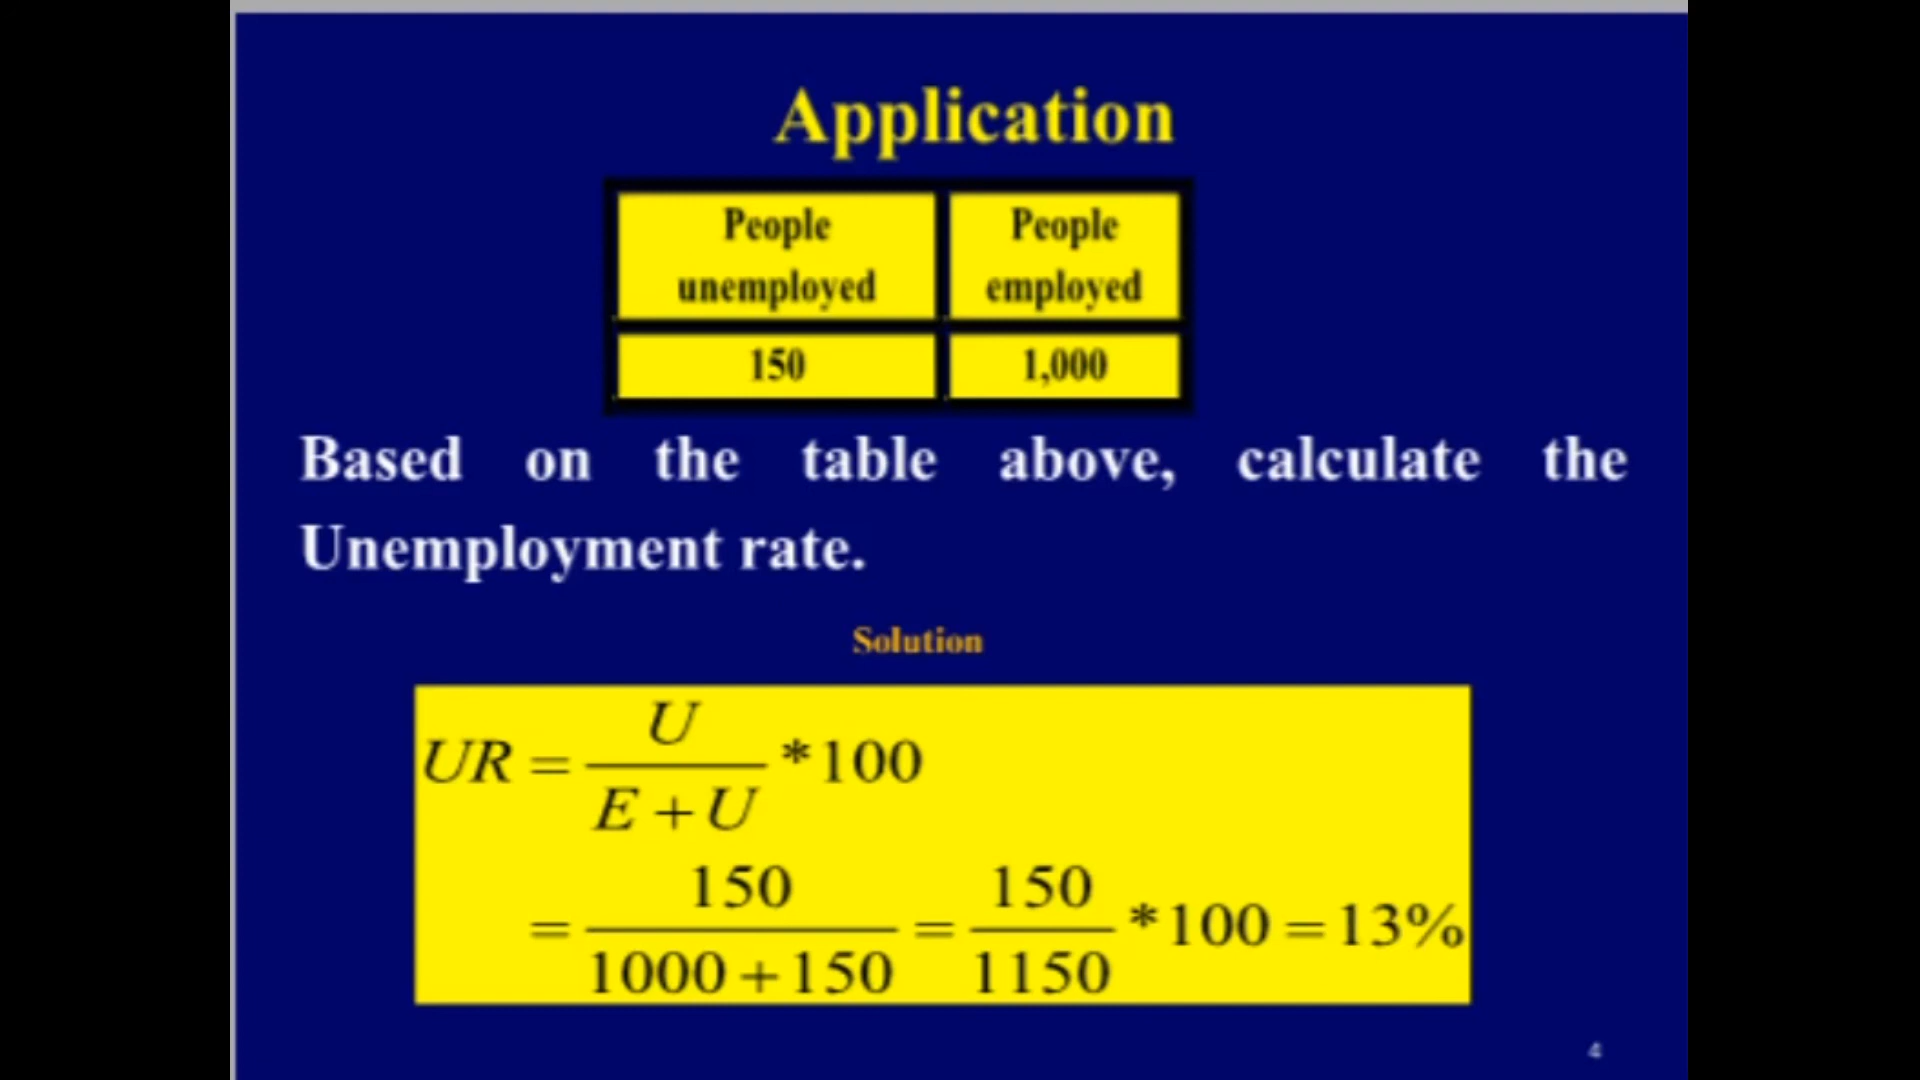 Application
People unemployed | People employed
150 | 1,000
Based on the table above, calculate the
Unemployment rate.
Solution
UR = U / (E + U) * 100
= 150 / (1000 + 150) = 150 / 1150 * 100 = 13%
4